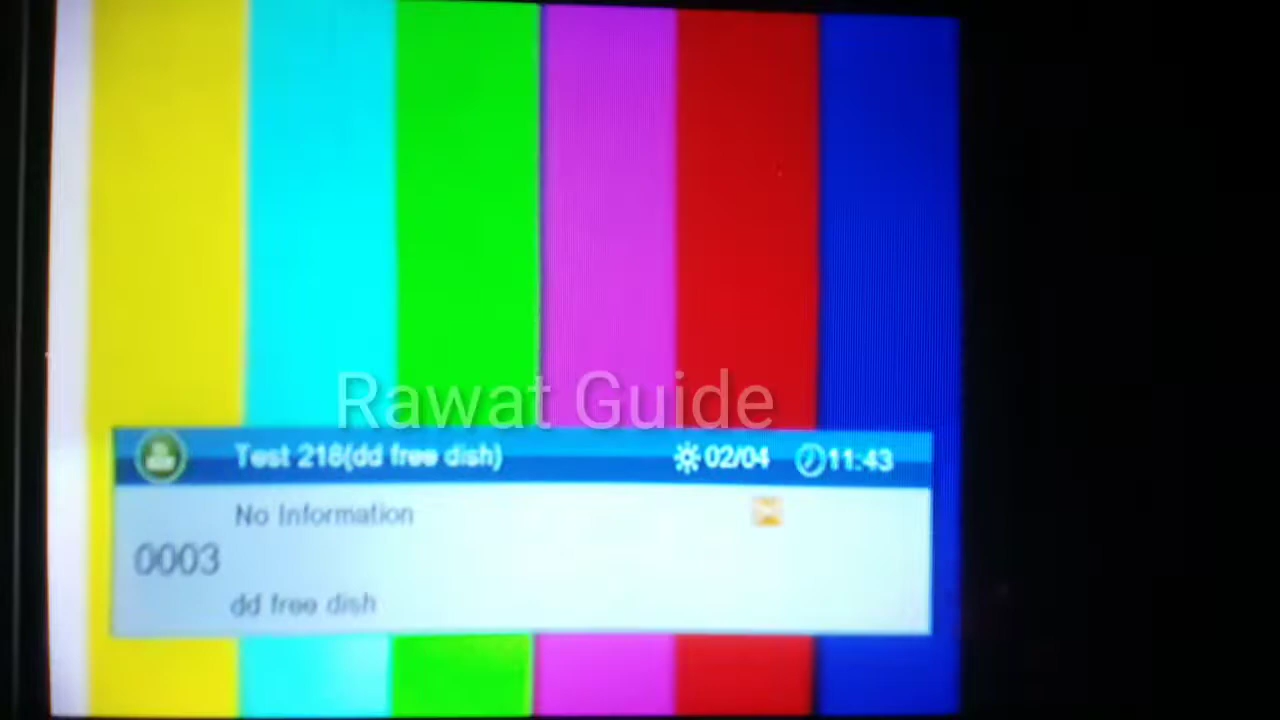 Rawat Guide
Test 218(dd free dish) 02/04 11:43
No Information
0003
dd free dish